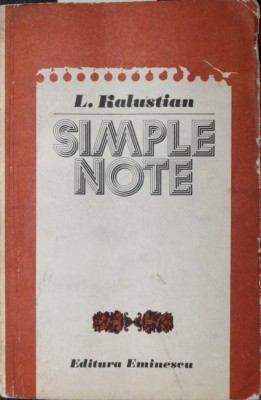 L. Kalustian
SIMPLE
NOTE
Editura Eminescu